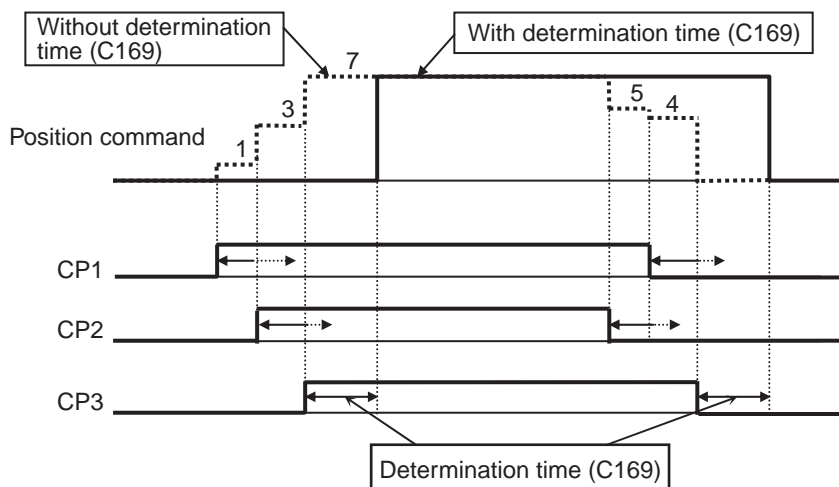 Without determination
time (C169)
With determination time (C169)
7
5
4
3
1
Position command
CP1
CP2
CP3
Determination time (C169)